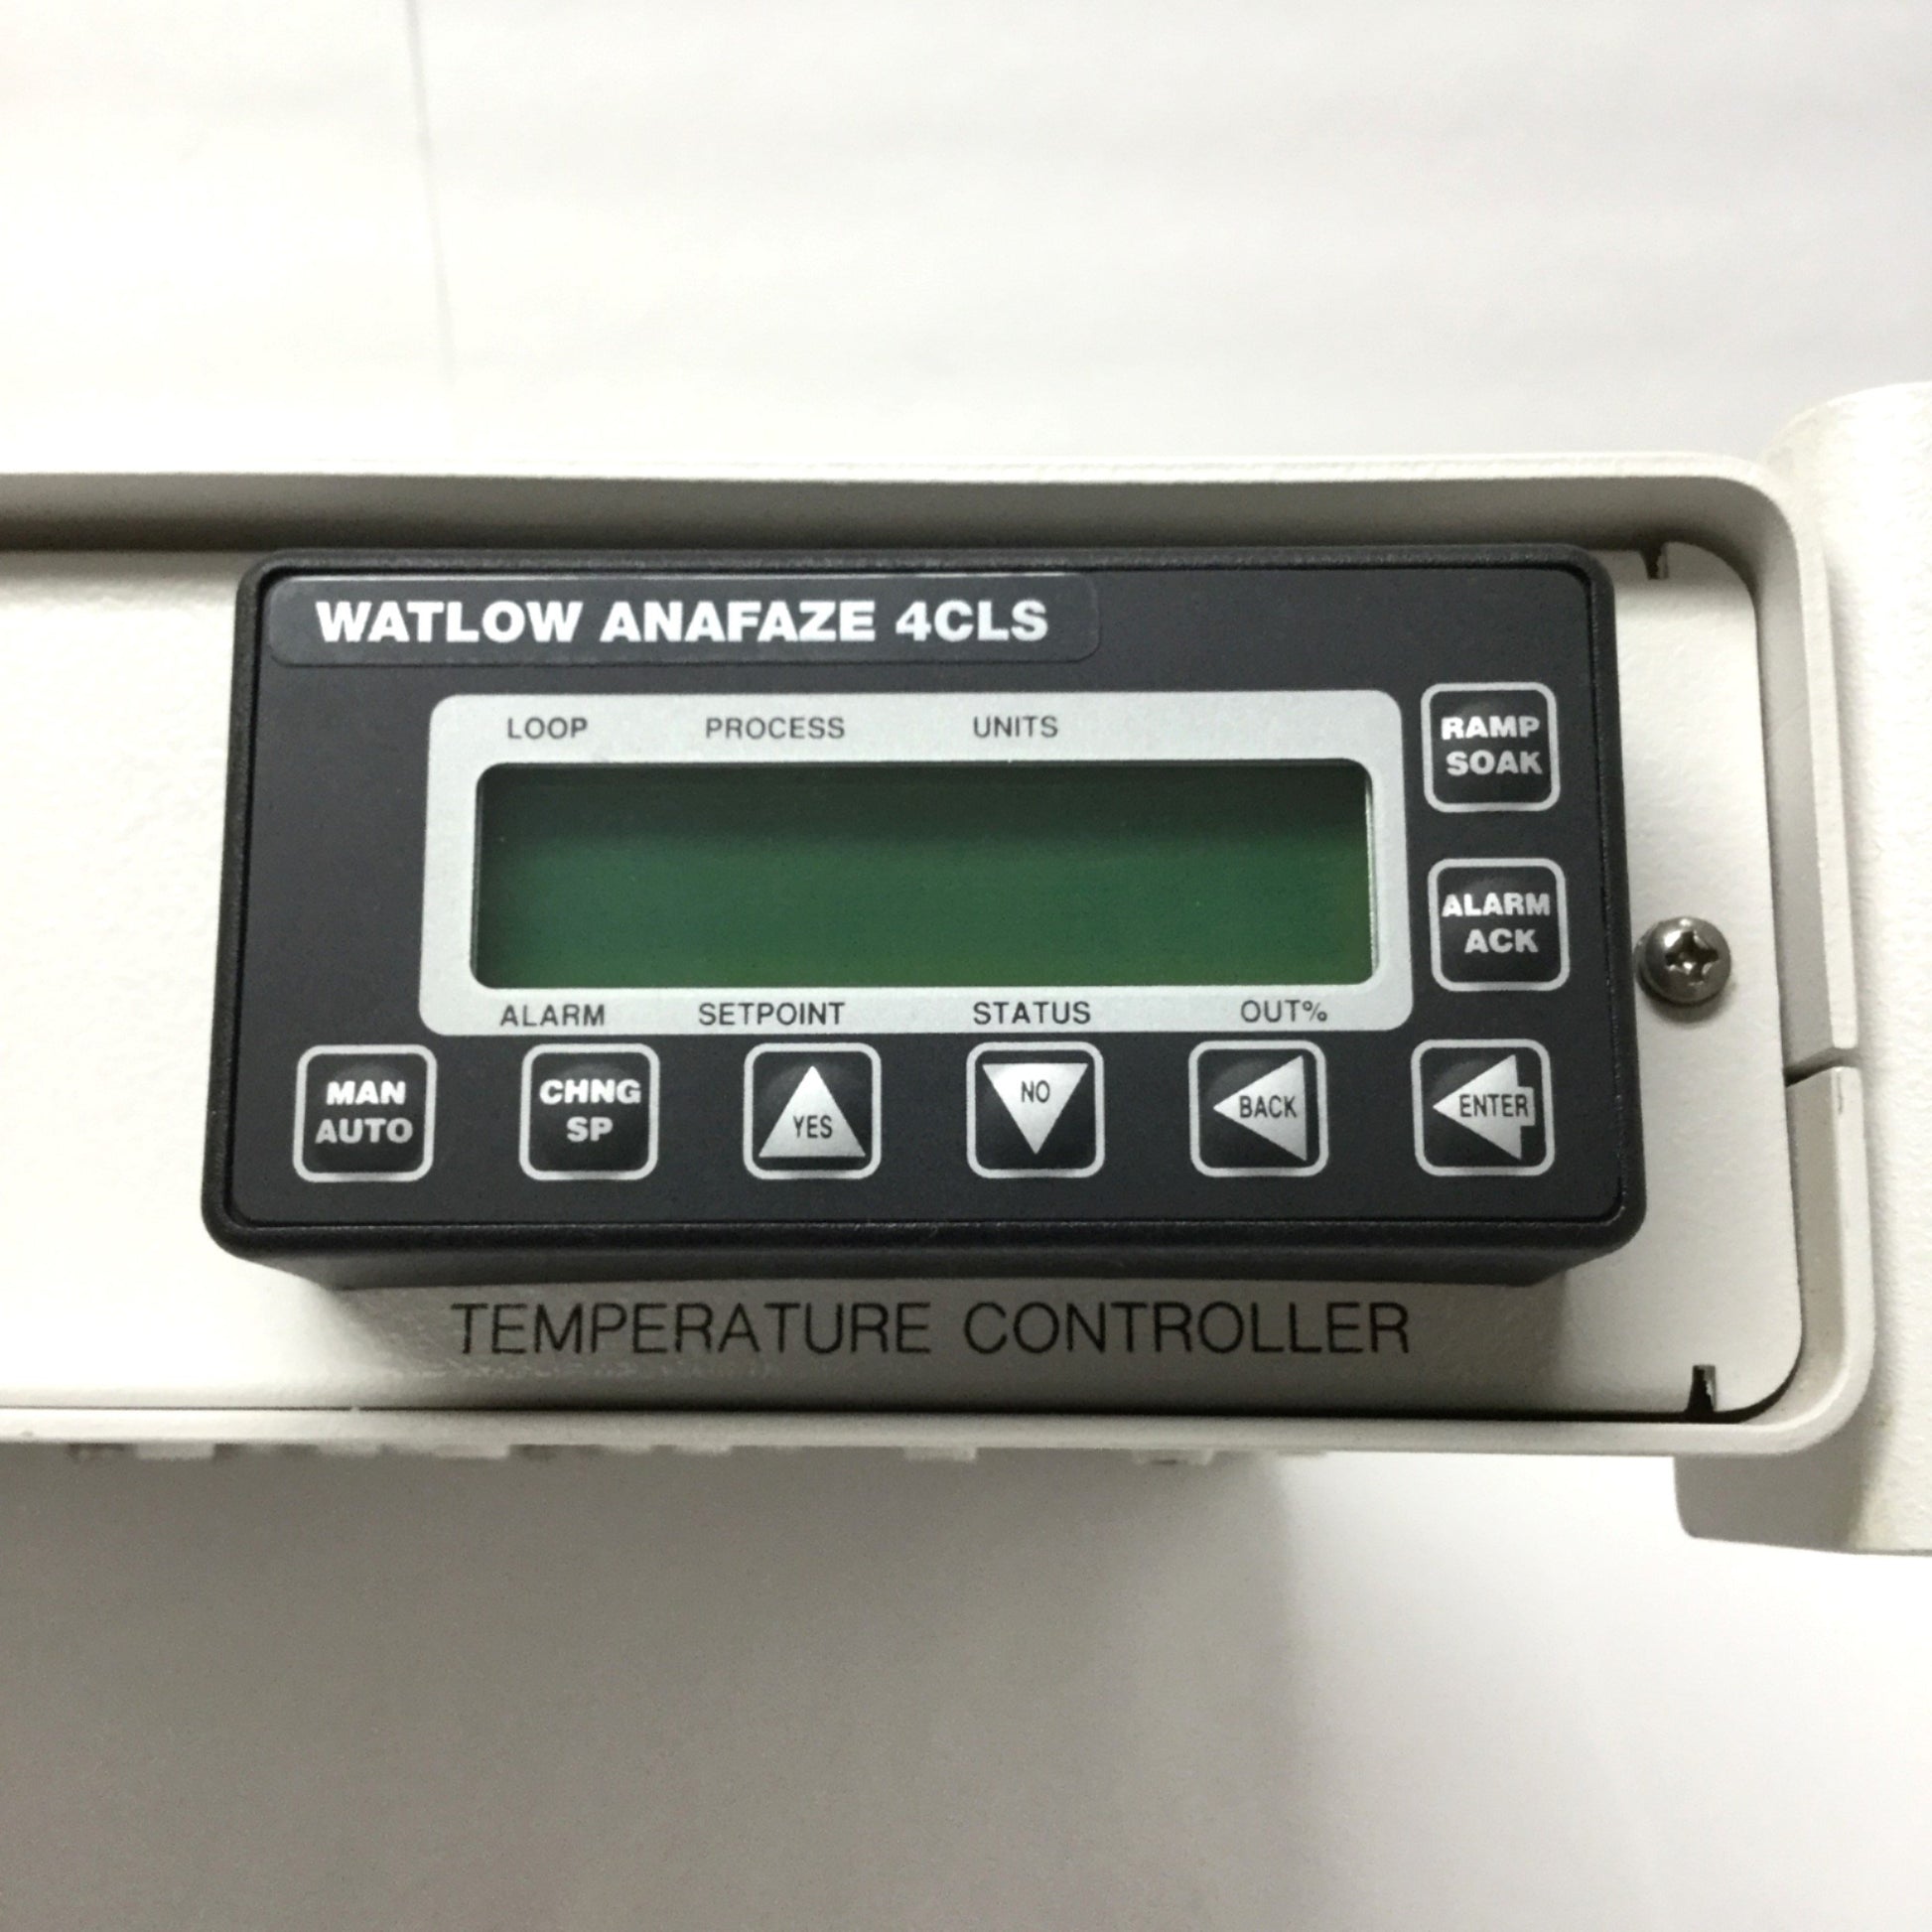 WATLOW ANAFAZE 4CLS
LOOP PROCESS UNITS
RAMP
SOAK
ALARM
ACK
ALARM SETPOINT STATUS OUT%
MAN
AUTO
CHNG
SP
YES
NO
BACK
ENTER
TEMPERATURE CONTROLLER